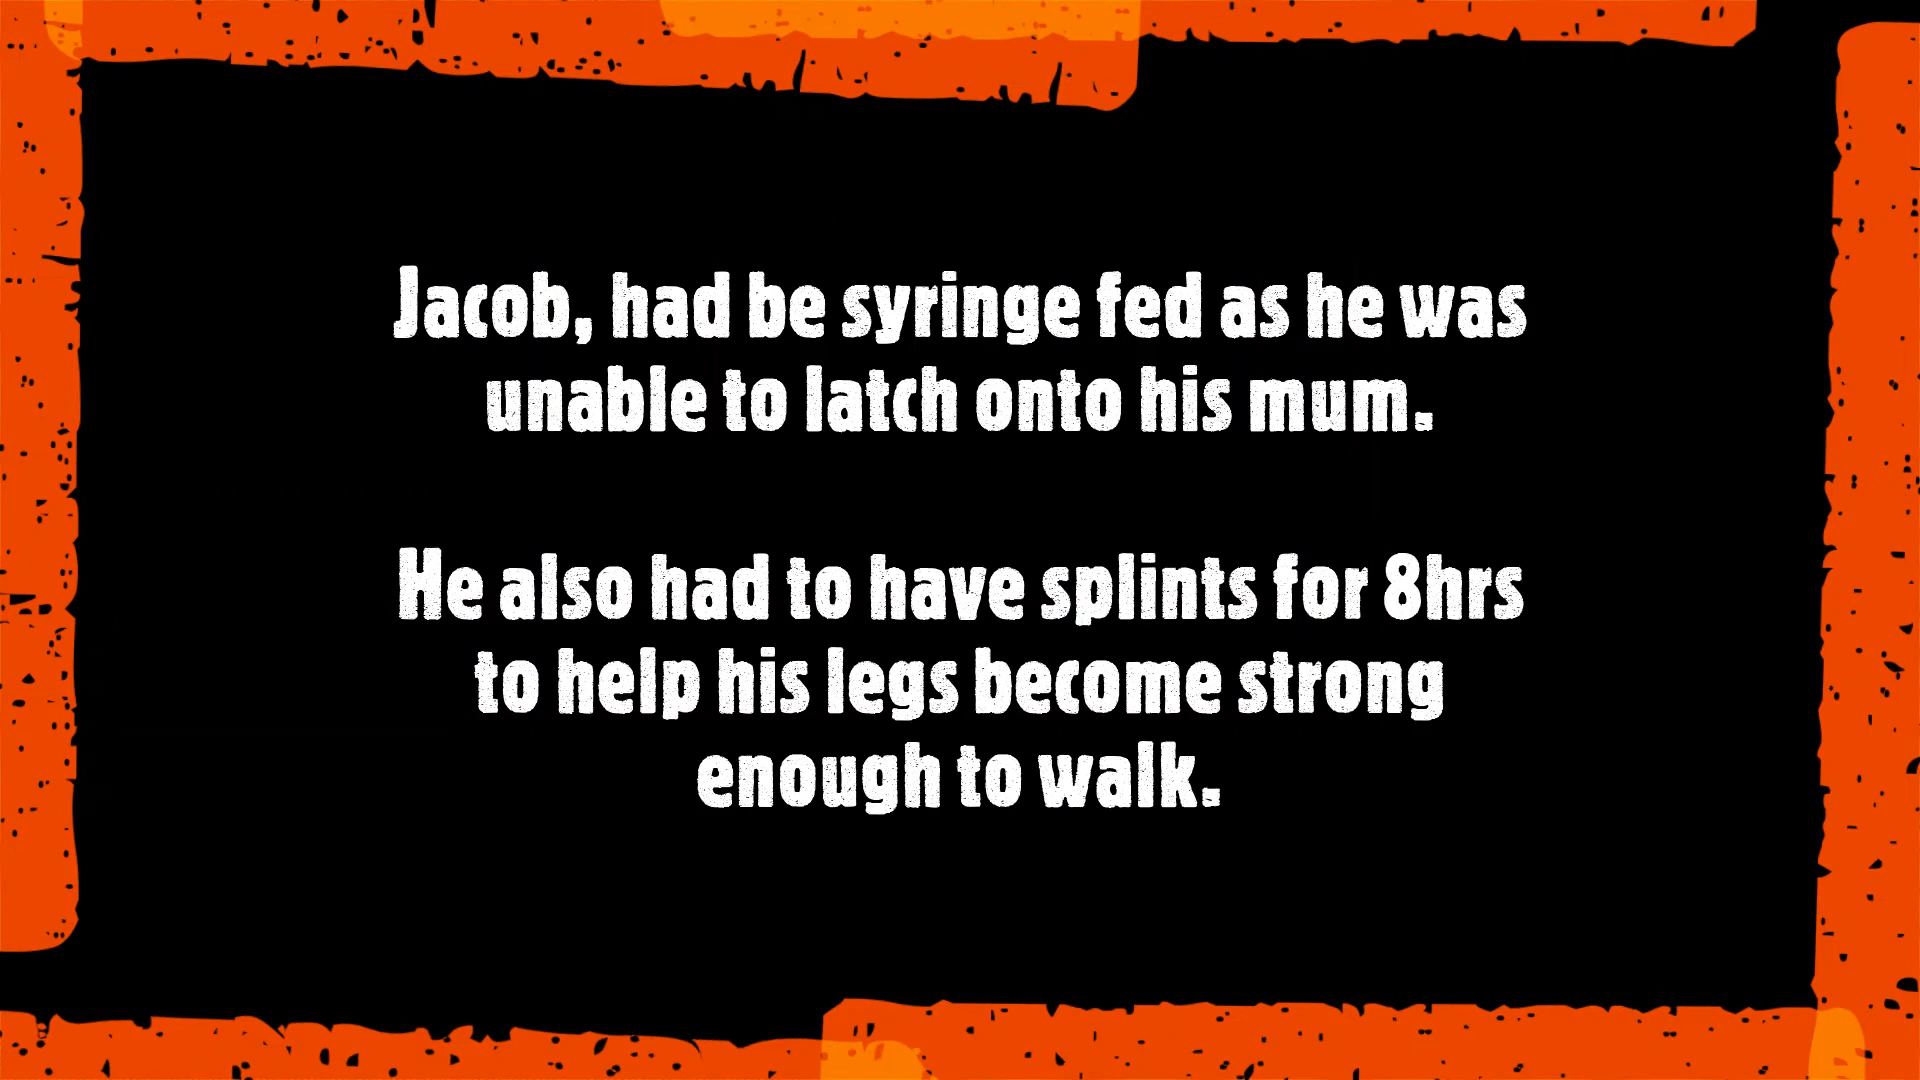 Jacob, had be syringe fed as he was
unable to latch onto his mum.
He also had to have splints for 8hrs
to help his legs become strong
enough to walk.